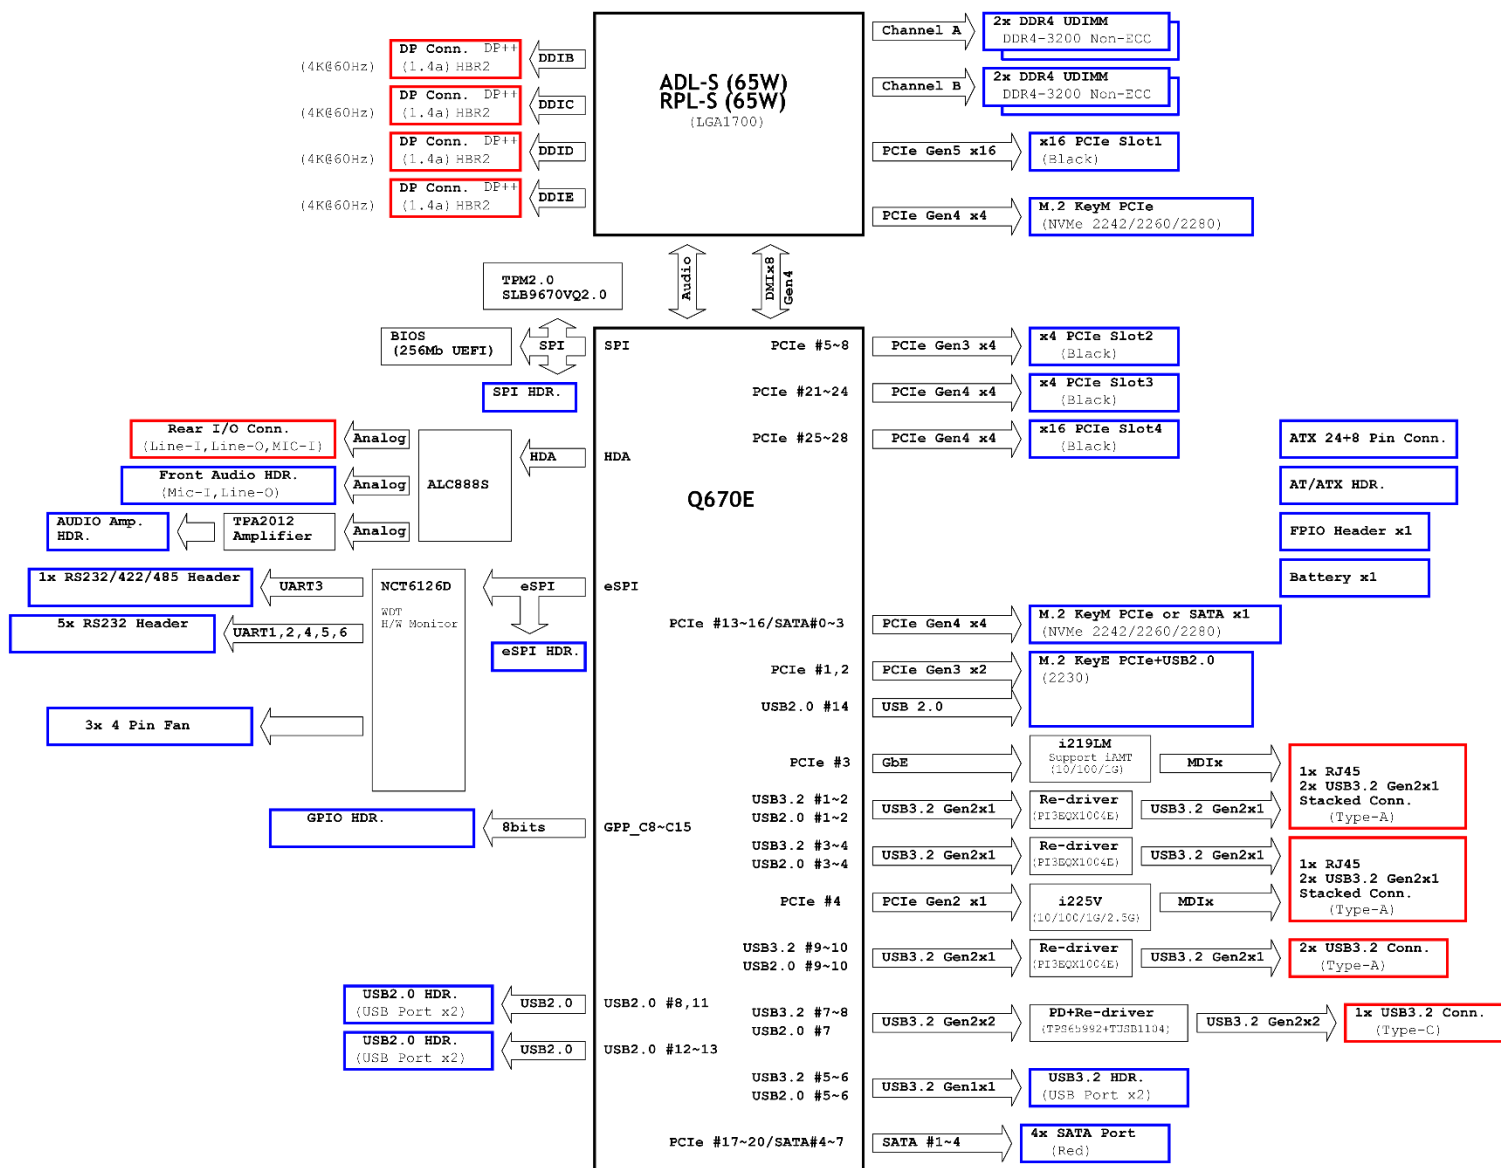 DP Conn. DP++
(1.4a) HBR2
(4K@60Hz)
DDIB
DP Conn. DP++
(1.4a) HBR2
(4K@60Hz)
DDIC
DP Conn. DP++
(1.4a) HBR2
(4K@60Hz)
DDID
DP Conn. DP++
(1.4a) HBR2
(4K@60Hz)
DDIE
ADL-S (65W)
RPL-S (65W)
(LGA1700)
Channel A
2x DDR4 UDIMM
DDR4-3200 Non-ECC
Channel B
2x DDR4 UDIMM
DDR4-3200 Non-ECC
PCIe Gen5 x16
x16 PCIe Slot1
(Black)
PCIe Gen4 x4
M.2 KeyM PCIe
(NVMe 2242/2260/2280)
Audio
DMIx8
Gen4
TPM2.0
SLB9670VQ2.0
BIOS
(256Mb UEFI)
SPI
SPI
SPI HDR.
Rear I/O Conn.
(Line-I,Line-O,MIC-I)
Analog
Front Audio HDR.
(Mic-I,Line-O)
Analog
AUDIO Amp.
HDR.
TPA2012
Amplifier
Analog
ALC888S
HDA
HDA
1x RS232/422/485 Header
UART3
5x RS232 Header
UART1,2,4,5,6
NCT6126D
WDT
H/W Monitor
eSPI
eSPI
eSPI HDR.
3x 4 Pin Fan
GPIO HDR.
8bits
GPP_C8~C15
USB2.0 HDR.
(USB Port x2)
USB2.0
USB2.0 #8,11
USB2.0 HDR.
(USB Port x2)
USB2.0
USB2.0 #12~13
Q670E
PCIe #5~8
PCIe Gen3 x4
x4 PCIe Slot2
(Black)
PCIe #21~24
PCIe Gen4 x4
x4 PCIe Slot3
(Black)
PCIe #25~28
PCIe Gen4 x4
x16 PCIe Slot4
(Black)
ATX 24+8 Pin Conn.
AT/ATX HDR.
FPIO Header x1
Battery x1
PCIe #13~16/SATA#0~3
PCIe Gen4 x4
M.2 KeyM PCIe or SATA x1
(NVMe 2242/2260/2280)
PCIe #1,2
PCIe Gen3 x2
M.2 KeyE PCIe+USB2.0
(2230)
USB2.0 #14
USB 2.0
PCIe #3
GbE
i219LM
Support iAMT
(10/100/1G)
MDIx
1x RJ45
2x USB3.2 Gen2x1
Stacked Conn.
(Type-A)
USB3.2 #1~2
USB2.0 #1~2
USB3.2 Gen2x1
Re-driver
(PI3EQX1004E)
USB3.2 Gen2x1
USB3.2 #3~4
USB2.0 #3~4
USB3.2 Gen2x1
Re-driver
(PI3EQX1004E)
USB3.2 Gen2x1
1x RJ45
2x USB3.2 Gen2x1
Stacked Conn.
(Type-A)
PCIe #4
PCIe Gen2 x1
i225V
(10/100/1G/2.5G)
MDIx
USB3.2 #9~10
USB2.0 #9~10
USB3.2 Gen2x1
Re-driver
(PI3EQX1004E)
USB3.2 Gen2x1
2x USB3.2 Conn.
(Type-A)
USB3.2 #7~8
USB2.0 #7
USB3.2 Gen2x2
PD+Re-driver
(TPS65992+TUSB1104)
USB3.2 Gen2x2
1x USB3.2 Conn.
(Type-C)
USB3.2 #5~6
USB2.0 #5~6
USB3.2 Gen1x1
USB3.2 HDR.
(USB Port x2)
PCIe #17~20/SATA#4~7
SATA #1~4
4x SATA Port
(Red)